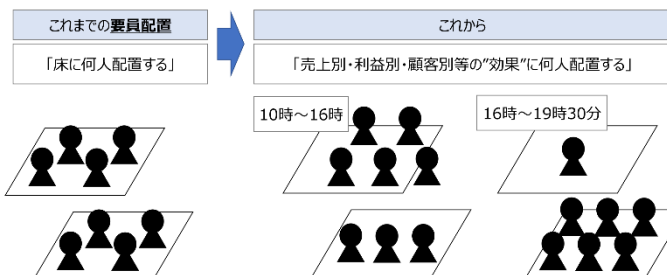 これまでの要員配置
これから
「床に何人配置する」
「売上別・利益別・顧客別等の”効果”に何人配置する」
10時～16時
16時～19時30分